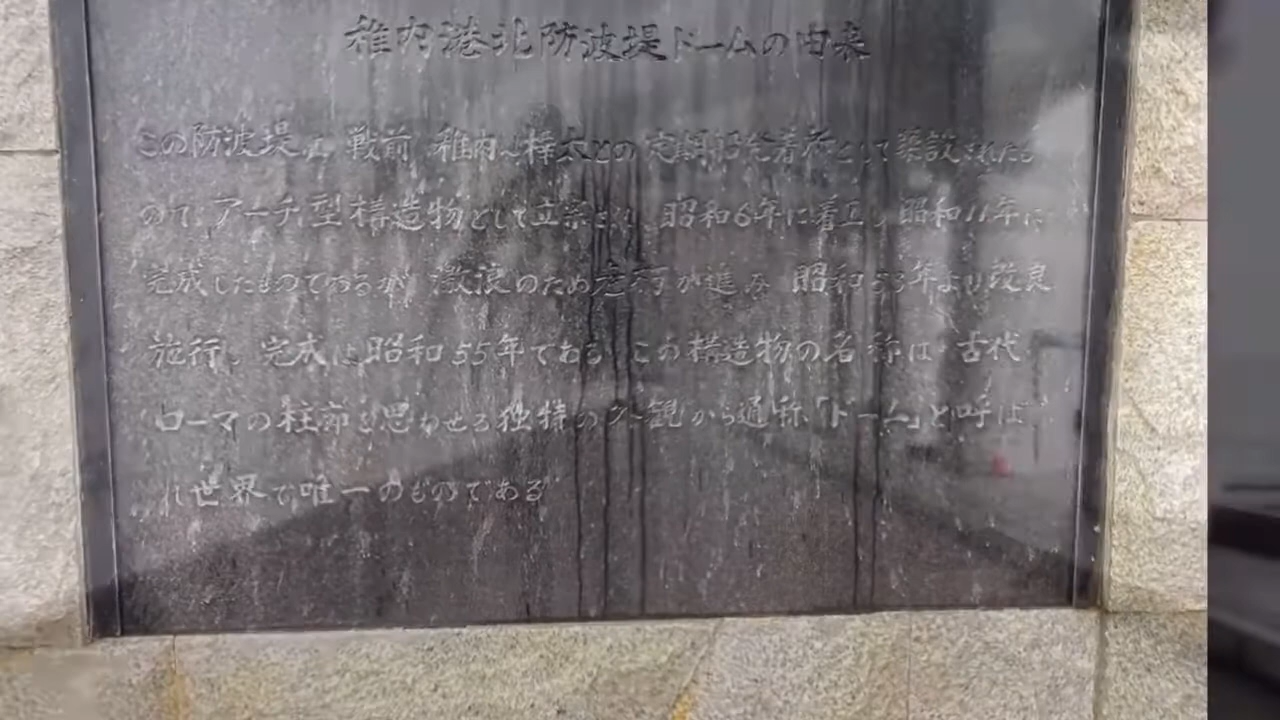 稚内港北防波堤ドームの由来
この防波堤は 戦前 稚内と樺太との定期船発着所として築設されたも
ので、アーチ型構造物として立案され、昭和6年に着工し 昭和11年に
完成したものであるが 激浪のため老朽が進み 昭和53年より改良
施行、完成は昭和55年である この構造物の名称は 古代
ローマの柱廊を思わせる独特の外観から通称「ドーム」と呼ば
れ世界で唯一のものである